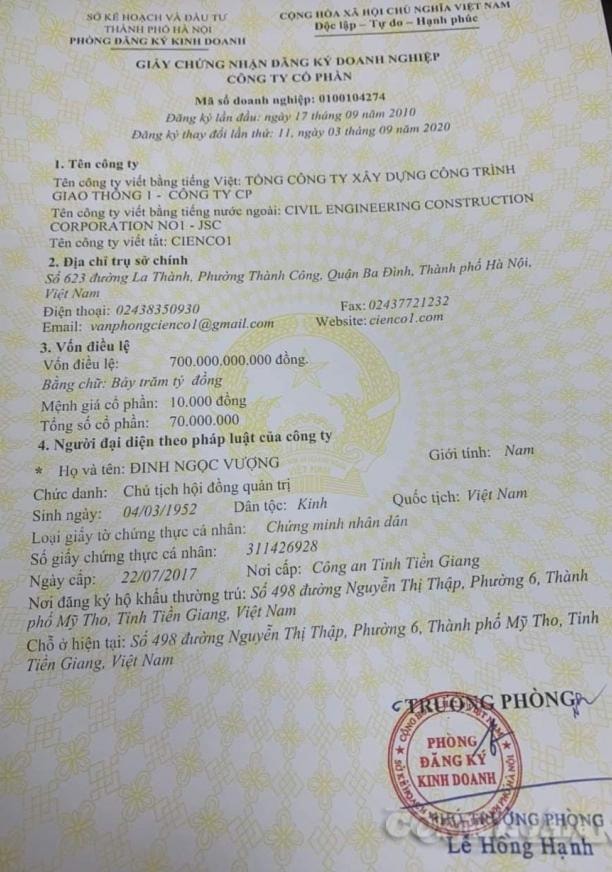 SỞ KẾ HOẠCH VÀ ĐẦU TƯ
THÀNH PHỐ HÀ NỘI
PHÒNG ĐĂNG KÝ KINH DOANH
CỘNG HÒA XÃ HỘI CHỦ NGHĨA VIỆT NAM
Độc lập - Tự do - Hạnh phúc
GIẤY CHỨNG NHẬN ĐĂNG KÝ DOANH NGHIỆP
CÔNG TY CỔ PHẦN
Mã số doanh nghiệp: 0100104274
Đăng ký lần đầu: ngày 17 tháng 09 năm 2010
Đăng ký thay đổi lần thứ: 11, ngày 03 tháng 09 năm 2020
1. Tên công ty
Tên công ty viết bằng tiếng Việt: TỔNG CÔNG TY XÂY DỰNG CÔNG TRÌNH
GIAO THÔNG 1 - CÔNG TY CP
Tên công ty viết bằng tiếng nước ngoài: CIVIL ENGINEERING CONSTRUCTION
CORPORATION NO1 - JSC
Tên công ty viết tắt: CIENCO1
2. Địa chỉ trụ sở chính
Số 623 đường La Thành, Phường Thành Công, Quận Ba Đình, Thành phố Hà Nội,
Việt Nam
Điện thoại: 02438350930 Fax: 02437721232
Email: vanphongcienco1@gmail.com Website: cienco1.com
3. Vốn điều lệ
Vốn điều lệ: 700.000.000.000 đồng.
Bằng chữ: Bảy trăm tỷ đồng
Mệnh giá cổ phần: 10.000 đồng
Tổng số cổ phần: 70.000.000
4. Người đại diện theo pháp luật của công ty
* Họ và tên: ĐINH NGỌC VƯỢNG Giới tính: Nam
Chức danh: Chủ tịch hội đồng quản trị
Sinh ngày: 04/03/1952 Dân tộc: Kinh Quốc tịch: Việt Nam
Loại giấy tờ chứng thực cá nhân: Chứng minh nhân dân
Số giấy chứng thực cá nhân: 311426928
Ngày cấp: 22/07/2017 Nơi cấp: Công an Tỉnh Tiền Giang
Nơi đăng ký hộ khẩu thường trú: Số 498 đường Nguyễn Thị Thập, Phường 6, Thành
phố Mỹ Tho, Tỉnh Tiền Giang, Việt Nam
Chỗ ở hiện tại: Số 498 đường Nguyễn Thị Thập, Phường 6, Thành phố Mỹ Tho, Tỉnh
Tiền Giang, Việt Nam
TRƯỞNG PHÒNG
PHÒNG
ĐĂNG KÝ
KINH DOANH
PHÓ TRƯỞNG PHÒNG
Lê Hồng Hạnh